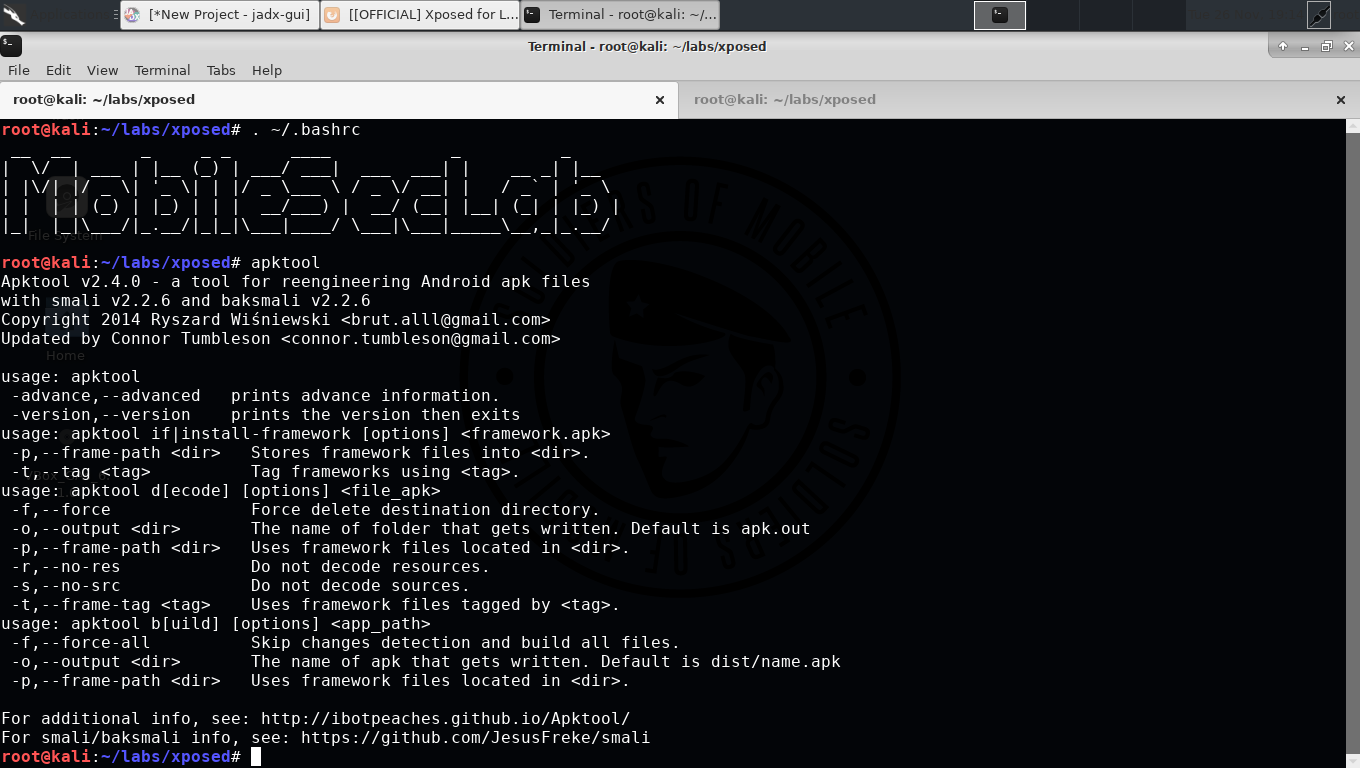 [*New Project - jadx-gui]
[[OFFICIAL] Xposed for L...
Terminal - root@kali: ~/...
Terminal - root@kali: ~/labs/xposed
File Edit View Terminal Tabs Help
root@kali: ~/labs/xposed
root@kali: ~/labs/xposed
root@kali:~/labs/xposed# . ~/.bashrc
MobileSecLab
root@kali:~/labs/xposed# apktool
Apktool v2.4.0 - a tool for reengineering Android apk files
with smali v2.2.6 and baksmali v2.2.6
Copyright 2014 Ryszard Wiśniewski <brut.alll@gmail.com>
Updated by Connor Tumbleson <connor.tumbleson@gmail.com>
usage: apktool
-advance,--advanced prints advance information.
-version,--version prints the version then exits
usage: apktool if|install-framework [options] <framework.apk>
-p,--frame-path <dir> Stores framework files into <dir>.
-t,--tag <tag> Tag frameworks using <tag>.
usage: apktool d[ecode] [options] <file_apk>
-f,--force Force delete destination directory.
-o,--output <dir> The name of folder that gets written. Default is apk.out
-p,--frame-path <dir> Uses framework files located in <dir>.
-r,--no-res Do not decode resources.
-s,--no-src Do not decode sources.
-t,--frame-tag <tag> Uses framework files tagged by <tag>.
usage: apktool b[uild] [options] <app_path>
-f,--force-all Skip changes detection and build all files.
-o,--output <dir> The name of apk that gets written. Default is dist/name.apk
-p,--frame-path <dir> Uses framework files located in <dir>.
For additional info, see: http://ibotpeaches.github.io/Apktool/
For smali/baksmali info, see: https://github.com/JesusFreke/smali
root@kali:~/labs/xposed#
File System
Home
SOLDIERS OF MOBILE